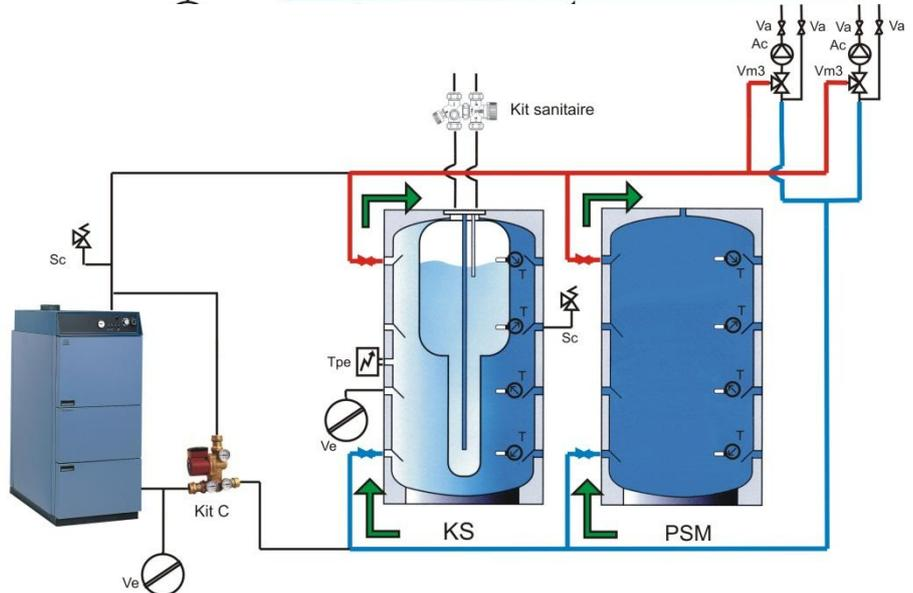 Va Va Va Va
Ac Ac
Vm3 Vm3
Kit sanitaire
Sc
T T
T T
Sc
Tpe
T T
Ve
T T
Kit C
KS PSM
Ve